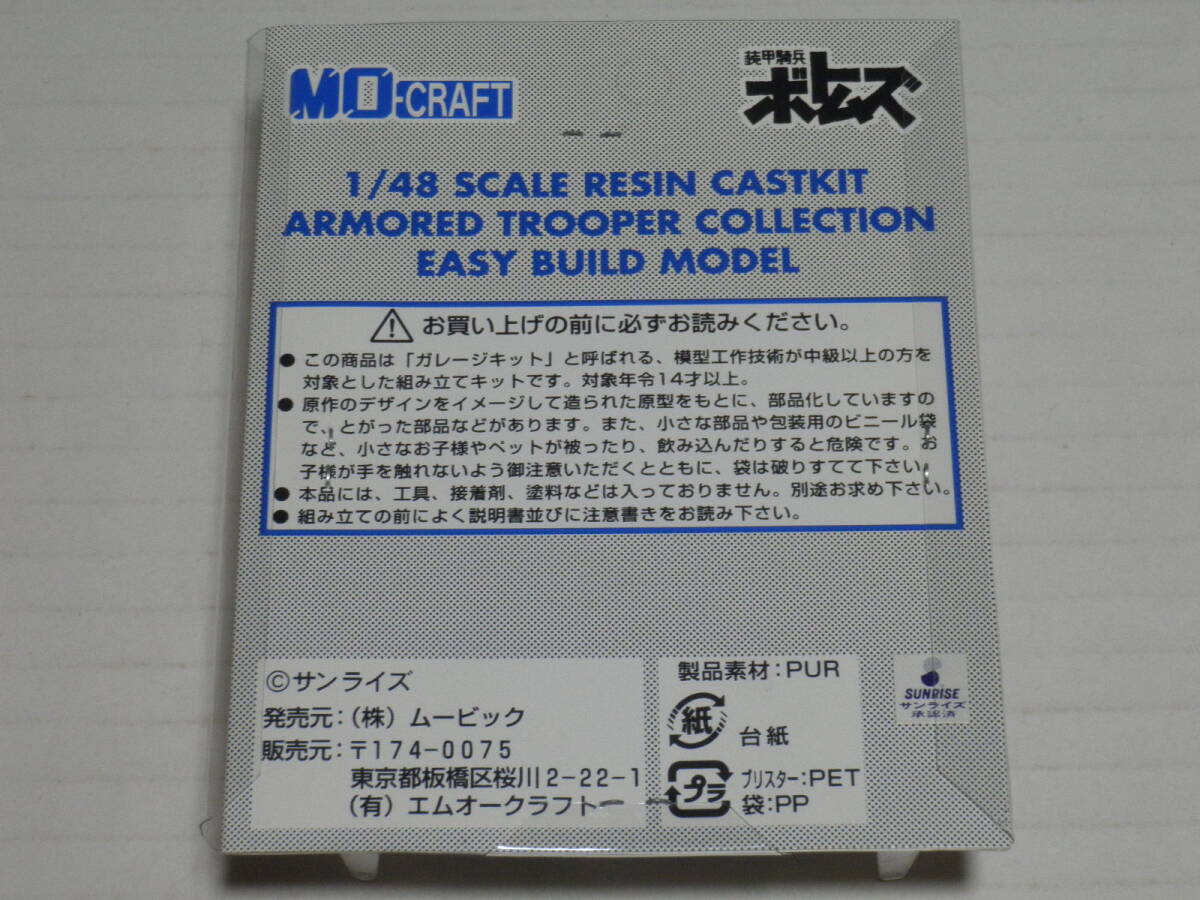 MO-CRAFT
装甲騎兵
ボトムズ
1/48 SCALE RESIN CASTKIT
ARMORED TROOPER COLLECTION
EASY BUILD MODEL
お買い上げの前に必ずお読みください。
● この商品は「ガレージキット」と呼ばれる、模型工作技術が中級以上の方を
対象とした組み立てキットです。対象年令14才以上。
● 原作のデザインをイメージして造られた原型をもとに、部品化していますの
で、とがった部品などがあります。また、小さな部品や包装用のビニール袋
など、小さなお子様やペットが被ったり、飲み込んだりすると危険です。お
子様が手を触れないよう御注意いただくとともに、袋は破りすてて下さい。
● 本品には、工具、接着剤、塗料などは入っておりません。別途お求め下さい。
● 組み立ての前によく説明書並びに注意書きをお読み下さい。
©サンライズ
発売元：（株）ムービック
販売元：〒174-0075
東京都板橋区桜川2-22-1
（有）エムオークラフト
製品素材：PUR
紙 台紙
プラ ブリスター：PET
袋：PP
SUNRISE
サンライズ
承認済